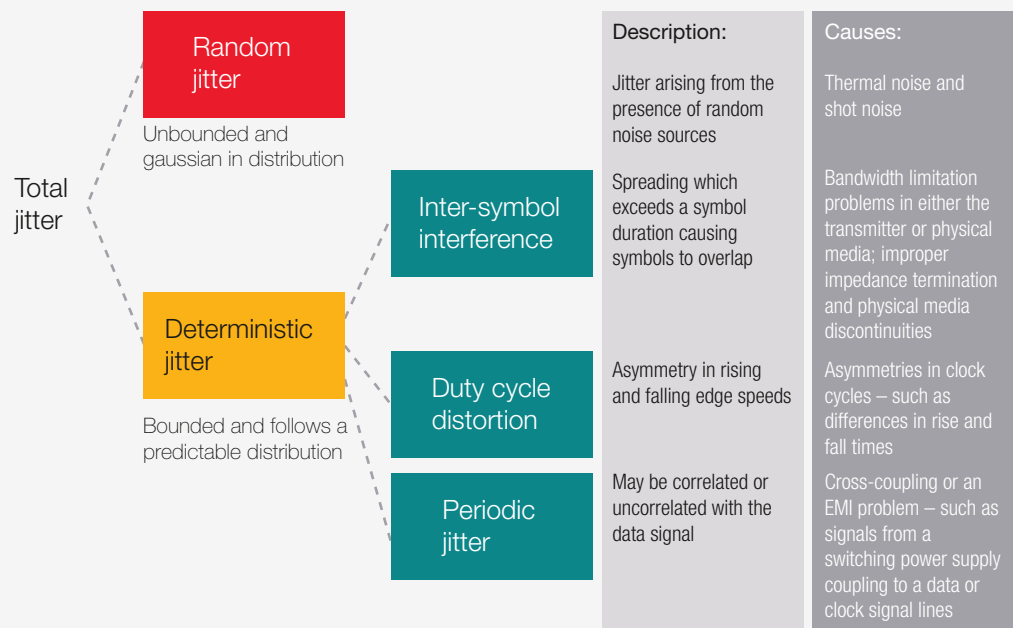 Total
jitter
Random
jitter
Unbounded and
gaussian in distribution
Deterministic
jitter
Bounded and follows a
predictable distribution
Inter-symbol
interference
Duty cycle
distortion
Periodic
jitter
Description:
Jitter arising from the
presence of random
noise sources
Spreading which
exceeds a symbol
duration causing
symbols to overlap
Asymmetry in rising
and falling edge speeds
May be correlated or
uncorrelated with the
data signal
Causes:
Thermal noise and
shot noise
Bandwidth limitation
problems in either the
transmitter or physical
media; improper
impedance termination
and physical media
discontinuities
Asymmetries in clock
cycles – such as
differences in rise and
fall times
Cross-coupling or an
EMI problem – such as
signals from a
switching power supply
coupling to a data or
clock signal lines